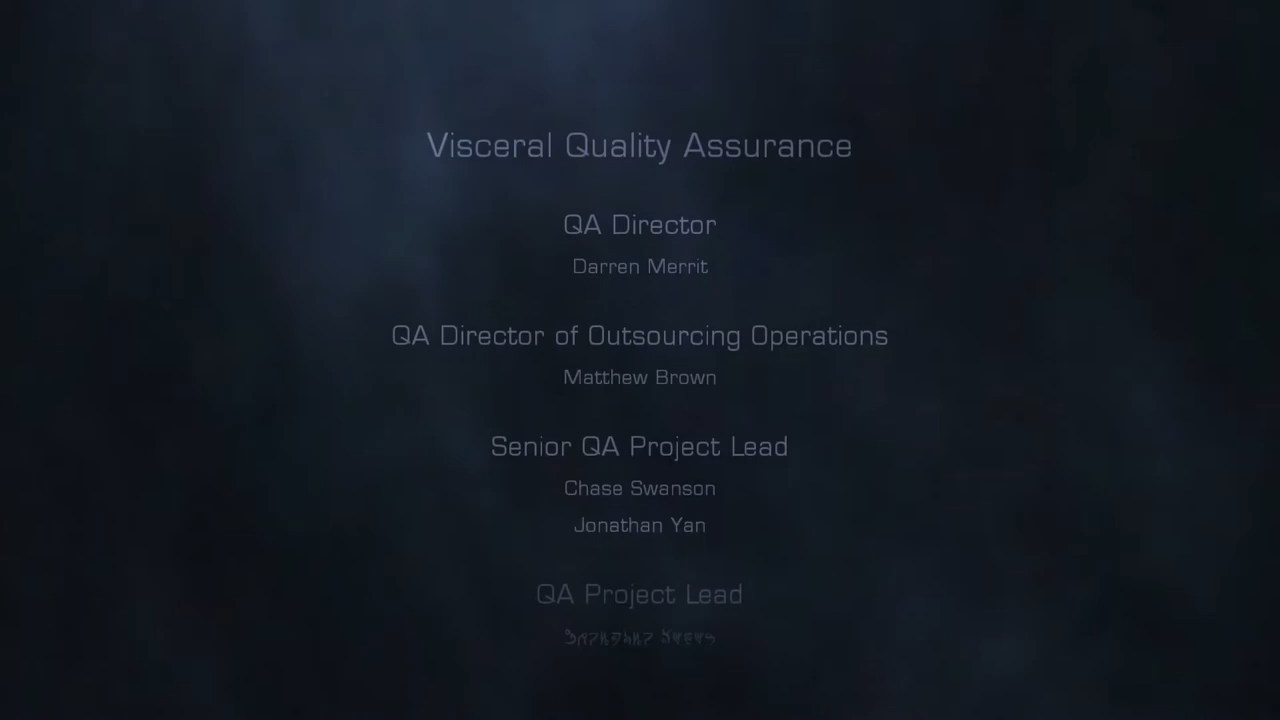 Visceral Quality Assurance
QA Director
Darren Merrit
QA Director of Outsourcing Operations
Matthew Brown
Senior QA Project Lead
Chase Swanson
Jonathan Yan
QA Project Lead